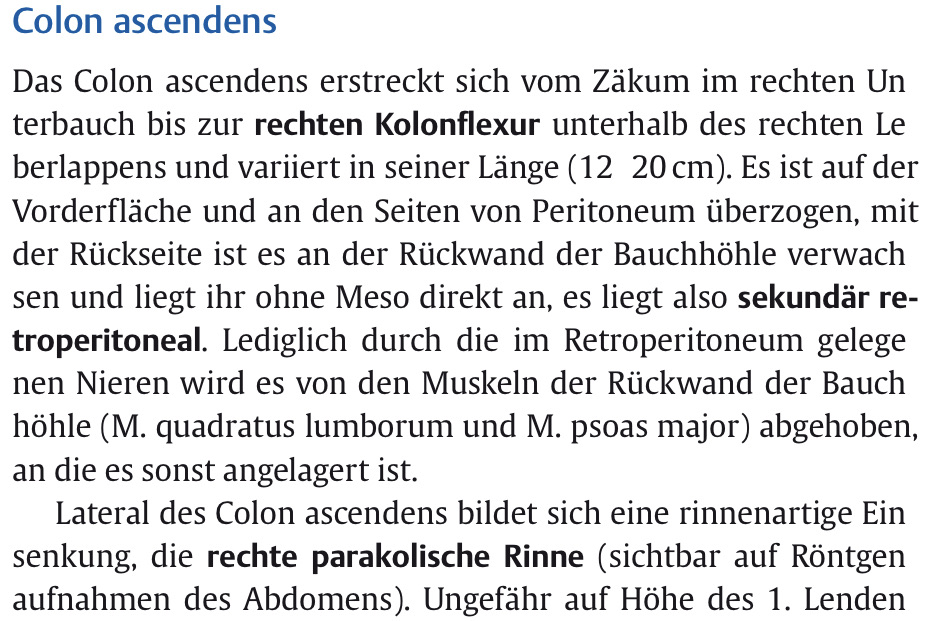 Colon ascendens
Das Colon ascendens erstreckt sich vom Zäkum im rechten Un
terbauch bis zur rechten Kolonflexur unterhalb des rechten Le
berlappens und variiert in seiner Länge (12 20 cm). Es ist auf der
Vorderfläche und an den Seiten von Peritoneum überzogen, mit
der Rückseite ist es an der Rückwand der Bauchhöhle verwach
sen und liegt ihr ohne Meso direkt an, es liegt also sekundär re-
troperitoneal. Lediglich durch die im Retroperitoneum gelege
nen Nieren wird es von den Muskeln der Rückwand der Bauch
höhle (M. quadratus lumborum und M. psoas major) abgehoben,
an die es sonst angelagert ist.
Lateral des Colon ascendens bildet sich eine rinnenartige Ein
senkung, die rechte parakolische Rinne (sichtbar auf Röntgen
aufnahmen des Abdomens). Ungefähr auf Höhe des 1. Lenden